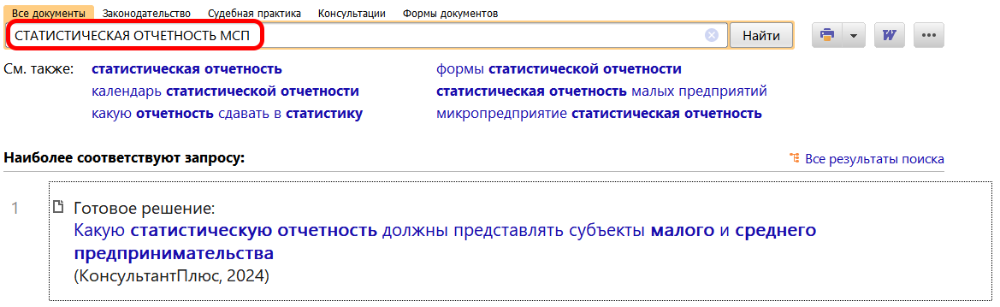 Все документы Законодательство Судебная практика Консультации Формы документов
СТАТИСТИЧЕСКАЯ ОТЧЕТНОСТЬ МСП Найти W
См. также: статистическая отчетность формы статистической отчетности
календарь статистической отчетности статистическая отчетность малых предприятий
какую отчетность сдавать в статистику микропредприятие статистическая отчетность
Наиболее соответствуют запросу: Все результаты поиска
1 Готовое решение:
Какую статистическую отчетность должны представлять субъекты малого и среднего
предпринимательства
(КонсультантПлюс, 2024)